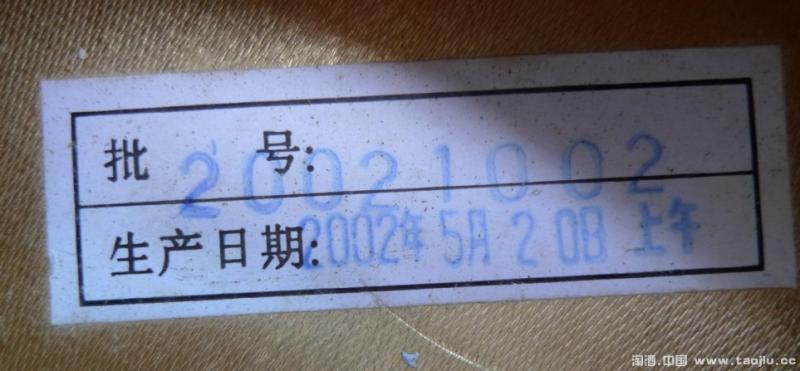 批 号: 20021002
生产日期: 2002年5月20日 上午
淘酒.中国 www.taojiu.cc